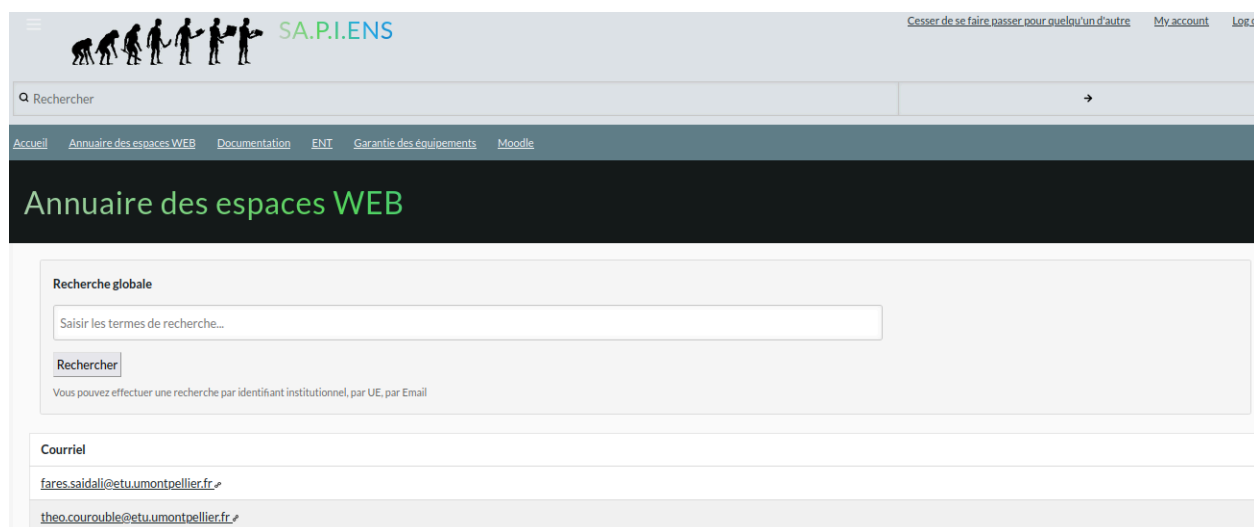 SA.P.I.ENS
Cesser de se faire passer pour quelqu'un d'autre My account Log
Rechercher
Accueil Annuaire des espaces WEB Documentation ENT Garantie des équipements Moodle
Annuaire des espaces WEB
Recherche globale
Saisir les termes de recherche...
Rechercher
Vous pouvez effectuer une recherche par identifiant institutionnel, par UE, par Email
Courriel
fares.saidali@etu.umontpellier.fr
theo.courouble@etu.umontpellier.fr